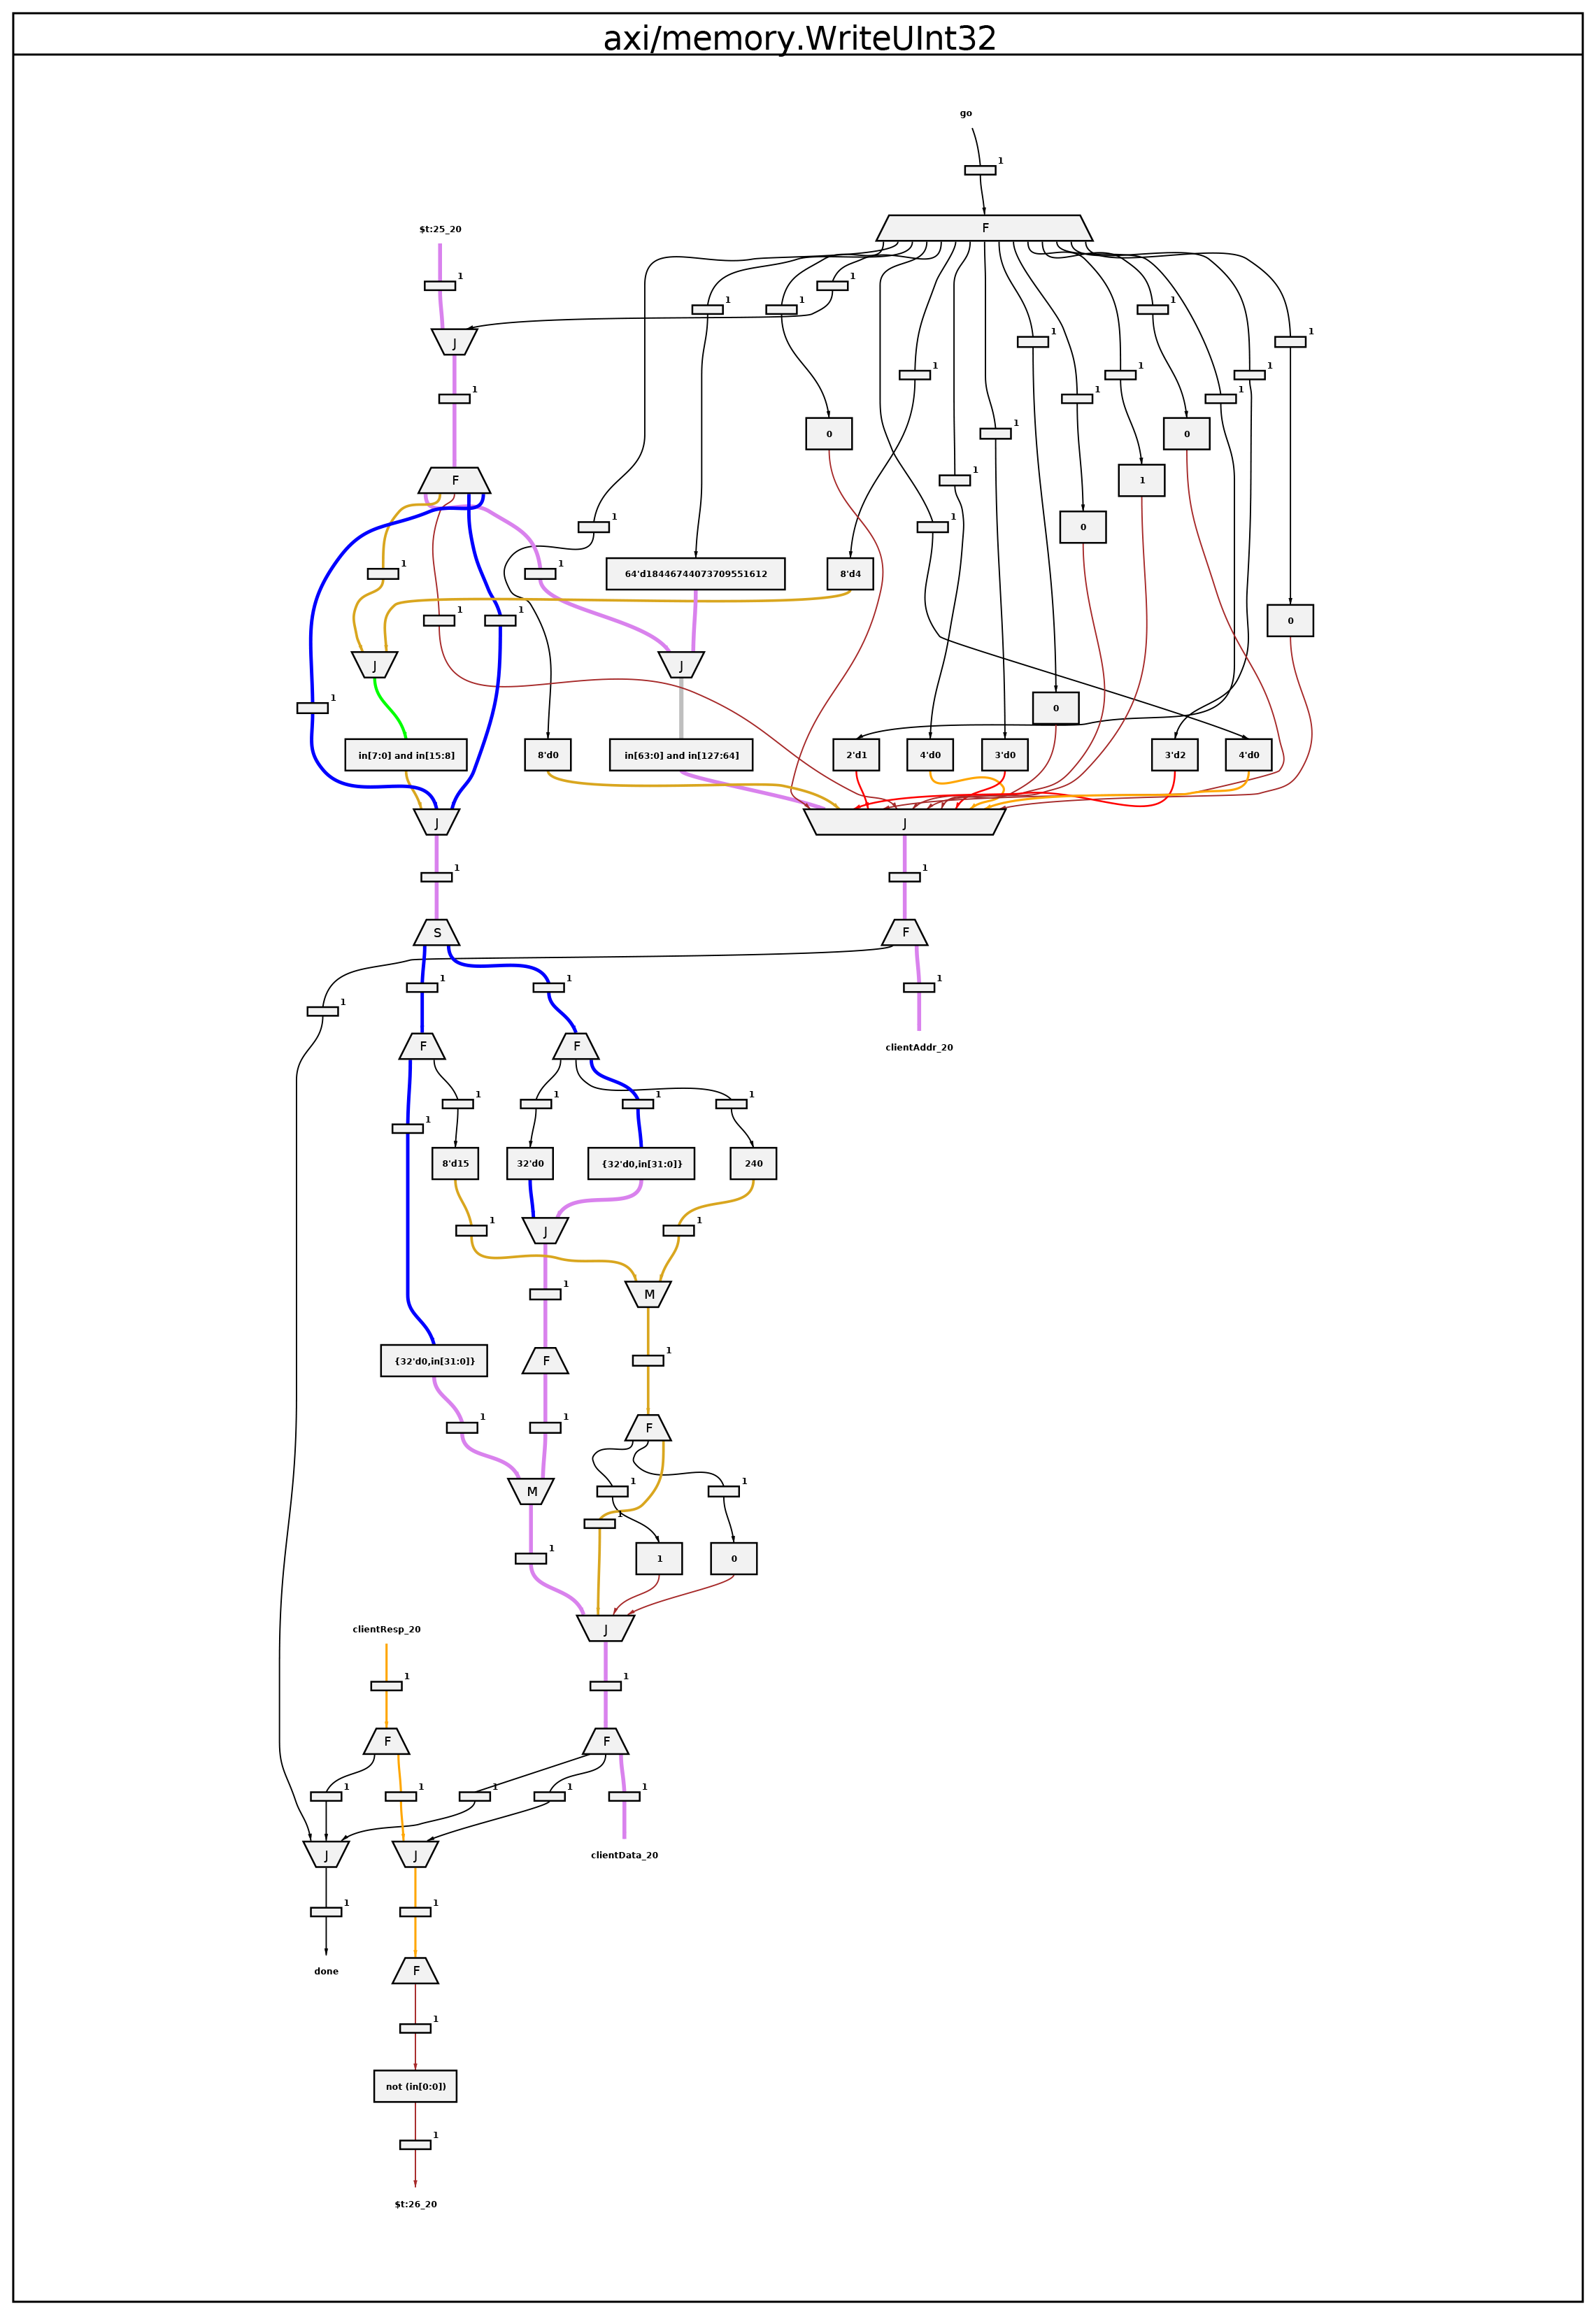 axi/memory.WriteUInt32
go
1
F
$t:25_20
1
1
1
1
J
1
1
1
1
1
1
1
1
1
1
1
0
0
1
F
1
1
0
1
1
64'd18446744073709551612
8'd4
1
1
1
0
J
J
1
0
in[7:0] and in[15:8]
8'd0
in[63:0] and in[127:64]
2'd1
4'd0
3'd0
3'd2
4'd0
J
J
1
1
S
F
1
1
1
1
F
F
clientAddr_20
1
1
1
1
1
8'd15
32'd0
{32'd0,in[31:0]}
240
1
1
J
1
M
1
{32'd0,in[31:0]}
F
1
1
F
1
1
M
1
1
1
1
0
J
clientResp_20
1
1
F
F
1
1
1
1
1
J
J
clientData_20
1
1
done
F
1
not (in[0:0])
1
$t:26_20